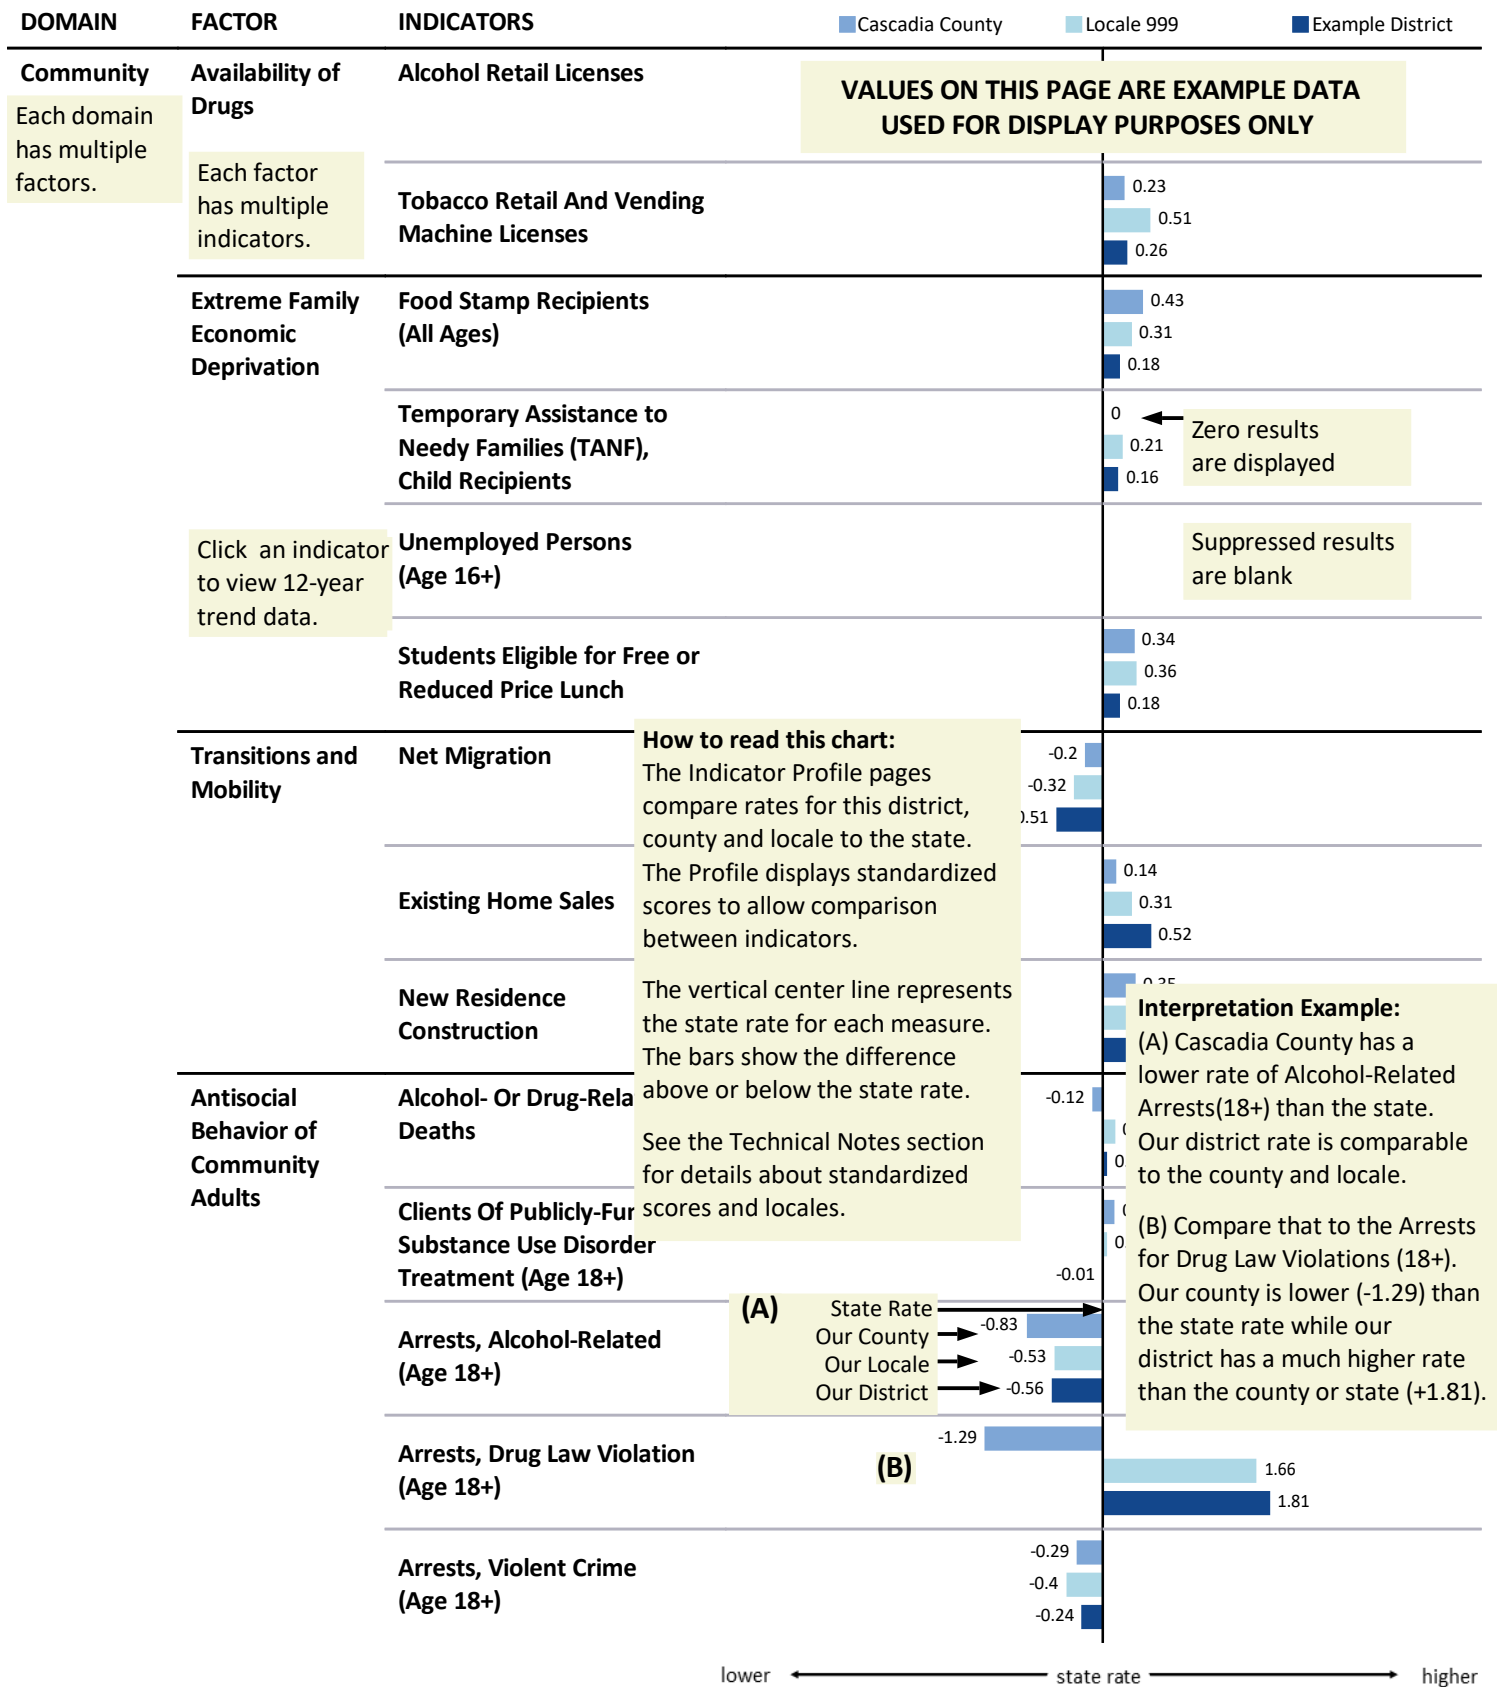 DOMAIN FACTOR INDICATORS Cascadia County Locale 999 Example District
Community Availability of Alcohol Retail Licenses
Drugs
Each domain
has multiple
factors.
VALUES ON THIS PAGE ARE EXAMPLE DATA
USED FOR DISPLAY PURPOSES ONLY
Each factor
has multiple
indicators.
Tobacco Retail And Vending
Machine Licenses
0.23
0.51
0.26
Extreme Family
Economic
Deprivation
Food Stamp Recipients
(All Ages)
0.43
0.31
0.18
Temporary Assistance to
Needy Families (TANF),
Child Recipients
0
0.21
0.16
Zero results
are displayed
Click an indicator
to view 12-year
trend data.
Unemployed Persons
(Age 16+)
Suppressed results
are blank
Students Eligible for Free or
Reduced Price Lunch
0.34
0.36
0.18
Transitions and
Mobility
Net Migration
-0.2
-0.32
0.51
How to read this chart:
The Indicator Profile pages
compare rates for this district,
county and locale to the state.
The Profile displays standardized
scores to allow comparison
between indicators.
The vertical center line represents
the state rate for each measure.
The bars show the difference
above or below the state rate.
See the Technical Notes section
for details about standardized
scores and locales.
Existing Home Sales
0.14
0.31
0.52
New Residence
Construction
Interpretation Example:
(A) Cascadia County has a
lower rate of Alcohol-Related
Arrests(18+) than the state.
Our district rate is comparable
to the county and locale.
(B) Compare that to the Arrests
for Drug Law Violations (18+).
Our county is lower (-1.29) than
the state rate while our
district has a much higher rate
than the county or state (+1.81).
Antisocial
Behavior of
Community
Adults
Alcohol- Or Drug-Rela
Deaths
-0.12
Clients Of Publicly-Fun
Substance Use Disorder
Treatment (Age 18+)
-0.01
Arrests, Alcohol-Related
(Age 18+)
(A) State Rate
Our County -0.83
Our Locale -0.53
Our District -0.56
Arrests, Drug Law Violation
(Age 18+)
-1.29
(B)
1.66
1.81
Arrests, Violent Crime
(Age 18+)
-0.29
-0.4
-0.24
lower state rate higher